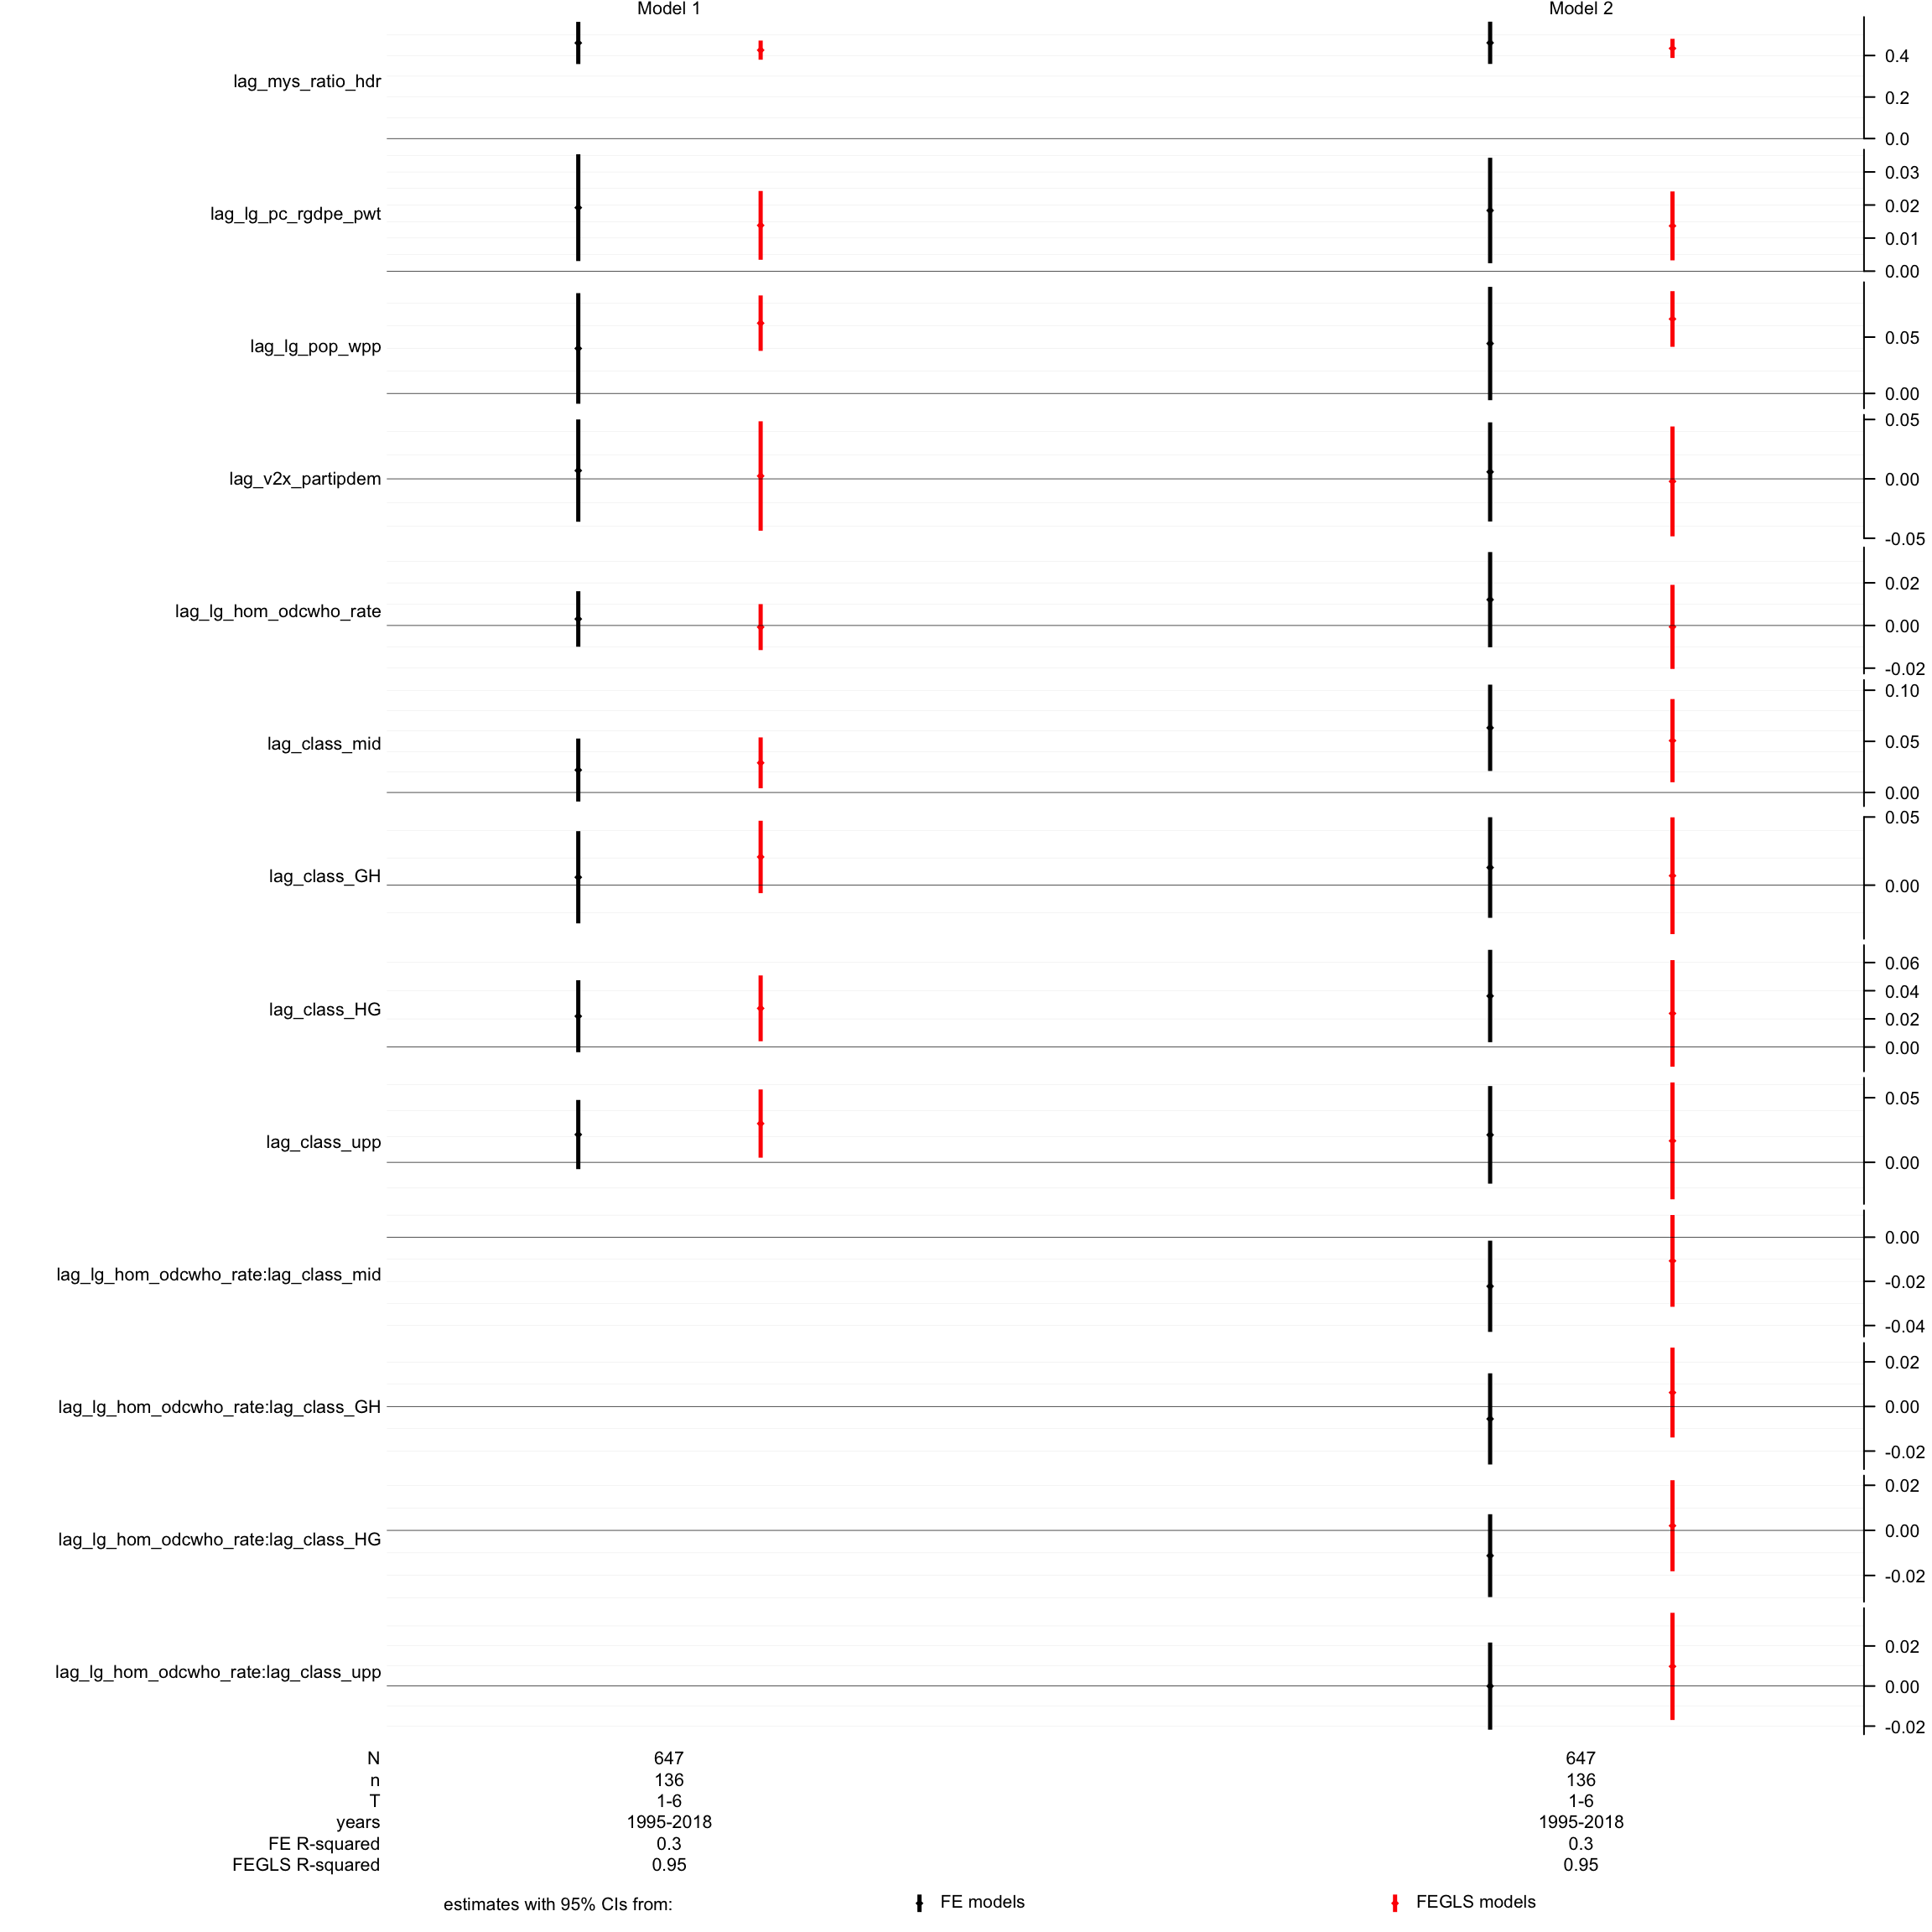 Model 1 Model 2
lag_mys_ratio_hdr
0.4
0.2
0.0
lag_lg_pc_rgdpe_pwt
0.03
0.02
0.01
0.00
lag_lg_pop_wpp
0.05
0.00
lag_v2x_partipdem
0.05
0.00
-0.05
lag_lg_hom_odcwho_rate
0.02
0.00
-0.02
lag_class_mid
0.10
0.05
0.00
lag_class_GH
0.05
0.00
lag_class_HG
0.06
0.04
0.02
0.00
lag_class_upp
0.05
0.00
lag_lg_hom_odcwho_rate:lag_class_mid
0.00
-0.02
-0.04
lag_lg_hom_odcwho_rate:lag_class_GH
0.02
0.00
-0.02
lag_lg_hom_odcwho_rate:lag_class_HG
0.02
0.00
-0.02
lag_lg_hom_odcwho_rate:lag_class_upp
0.02
0.00
-0.02
N 647 647
n 136 136
T 1-6 1-6
years 1995-2018 1995-2018
FE R-squared 0.3 0.3
FEGLS R-squared 0.95 0.95
estimates with 95% CIs from: FE models FEGLS models